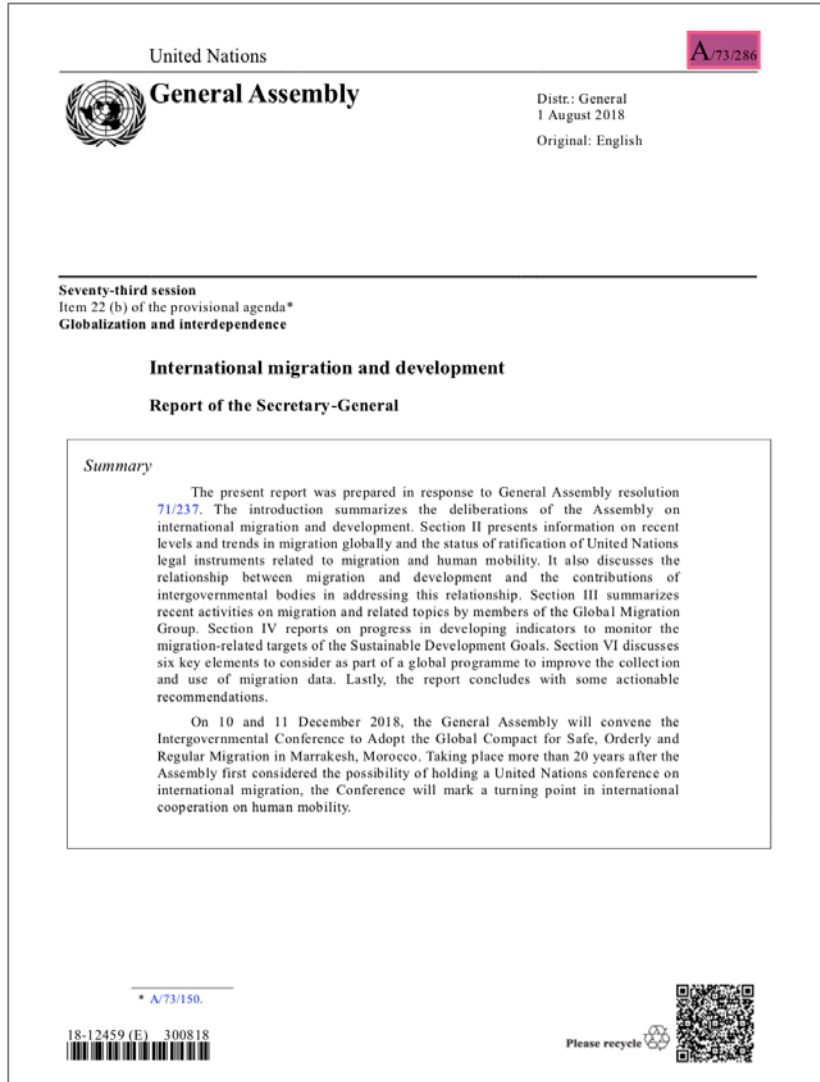 United Nations
A/73/286
General Assembly
Distr.: General
1 August 2018
Original: English
Seventy-third session
Item 22 (b) of the provisional agenda*
Globalization and interdependence
International migration and development
Report of the Secretary-General
Summary
The present report was prepared in response to General Assembly resolution
71/237. The introduction summarizes the deliberations of the Assembly on
international migration and development. Section II presents information on recent
levels and trends in migration globally and the status of ratification of United Nations
legal instruments related to migration and human mobility. It also discusses the
relationship between migration and development and the contributions of
intergovernmental bodies in addressing this relationship. Section III summarizes
recent activities on migration and related topics by members of the Global Migration
Group. Section IV reports on progress in developing indicators to monitor the
migration-related targets of the Sustainable Development Goals. Section VI discusses
six key elements to consider as part of a global programme to improve the collection
and use of migration data. Lastly, the report concludes with some actionable
recommendations.
On 10 and 11 December 2018, the General Assembly will convene the
Intergovernmental Conference to Adopt the Global Compact for Safe, Orderly and
Regular Migration in Marrakesh, Morocco. Taking place more than 20 years after the
Assembly first considered the possibility of holding a United Nations conference on
international migration, the Conference will mark a turning point in international
cooperation on human mobility.
* A/73/150.
18-12459 (E) 300818
Please recycle